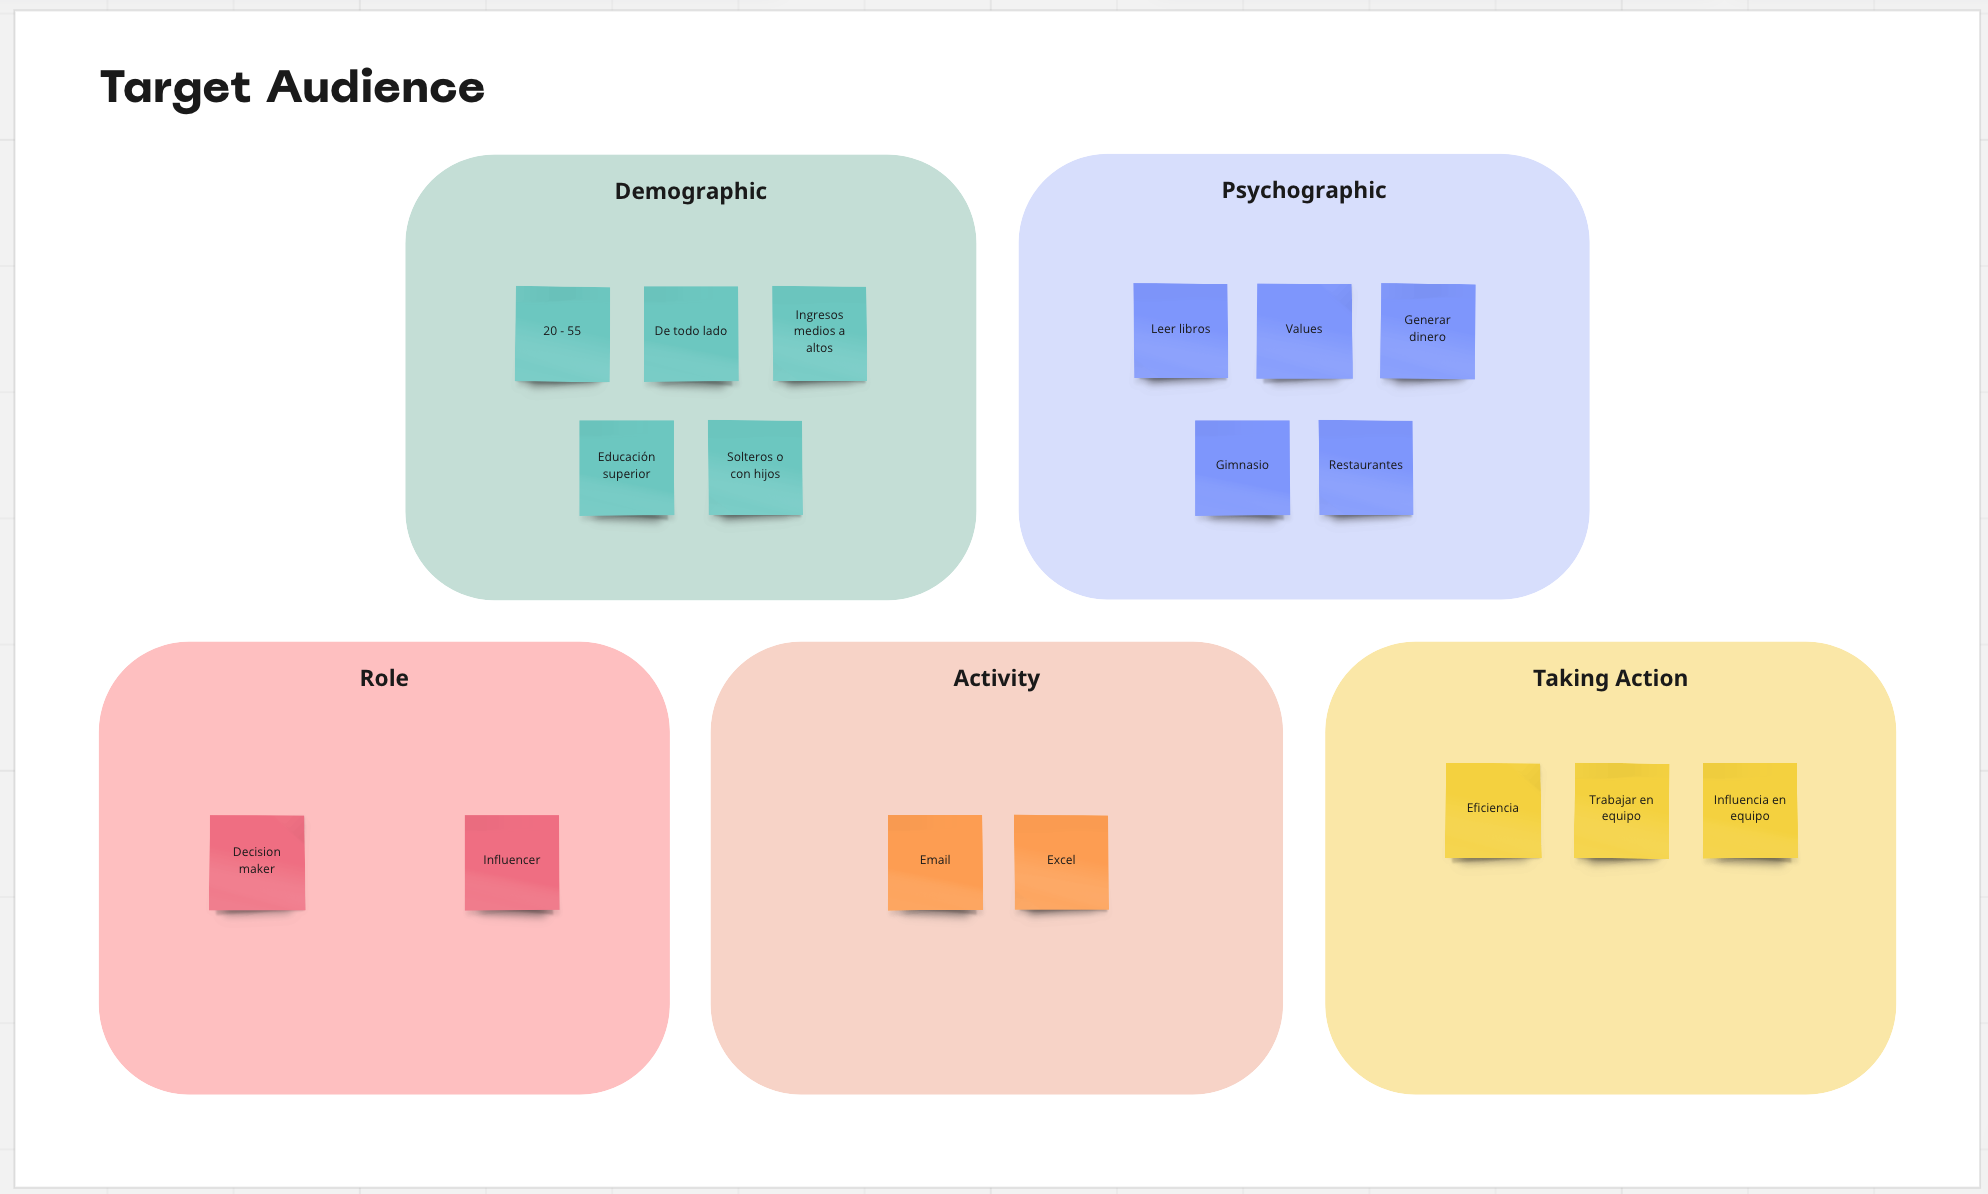 Target Audience
Demographic
20 - 55
De todo lado
Ingresos
medios a
altos
Educación
superior
Solteros o
con hijos
Psychographic
Leer libros
Values
Generar
dinero
Gimnasio
Restaurantes
Role
Decision
maker
Influencer
Activity
Email
Excel
Taking Action
Eficiencia
Trabajar en
equipo
Influencia en
equipo